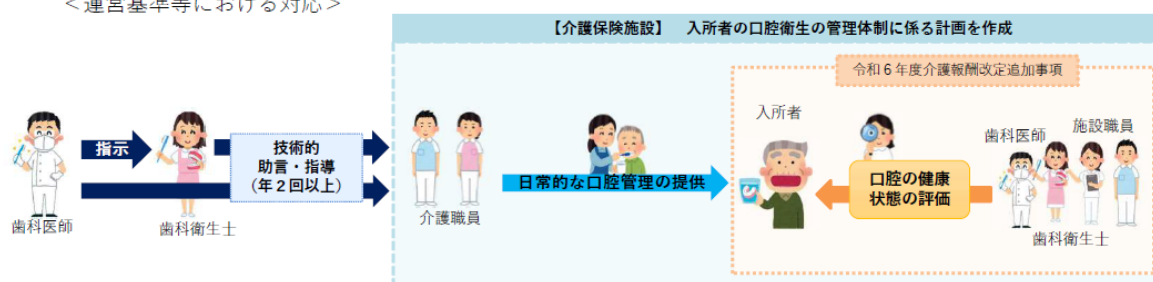 ＜運営基準等における対応＞
【介護保険施設】　入所者の口腔衛生の管理体制に係る計画を作成
令和６年度介護報酬改定追加事項
指示
技術的
助言・指導
（年２回以上）
歯科医師
歯科衛生士
介護職員
日常的な口腔管理の提供
入所者
口腔の健康
状態の評価
歯科医師
施設職員
歯科衛生士